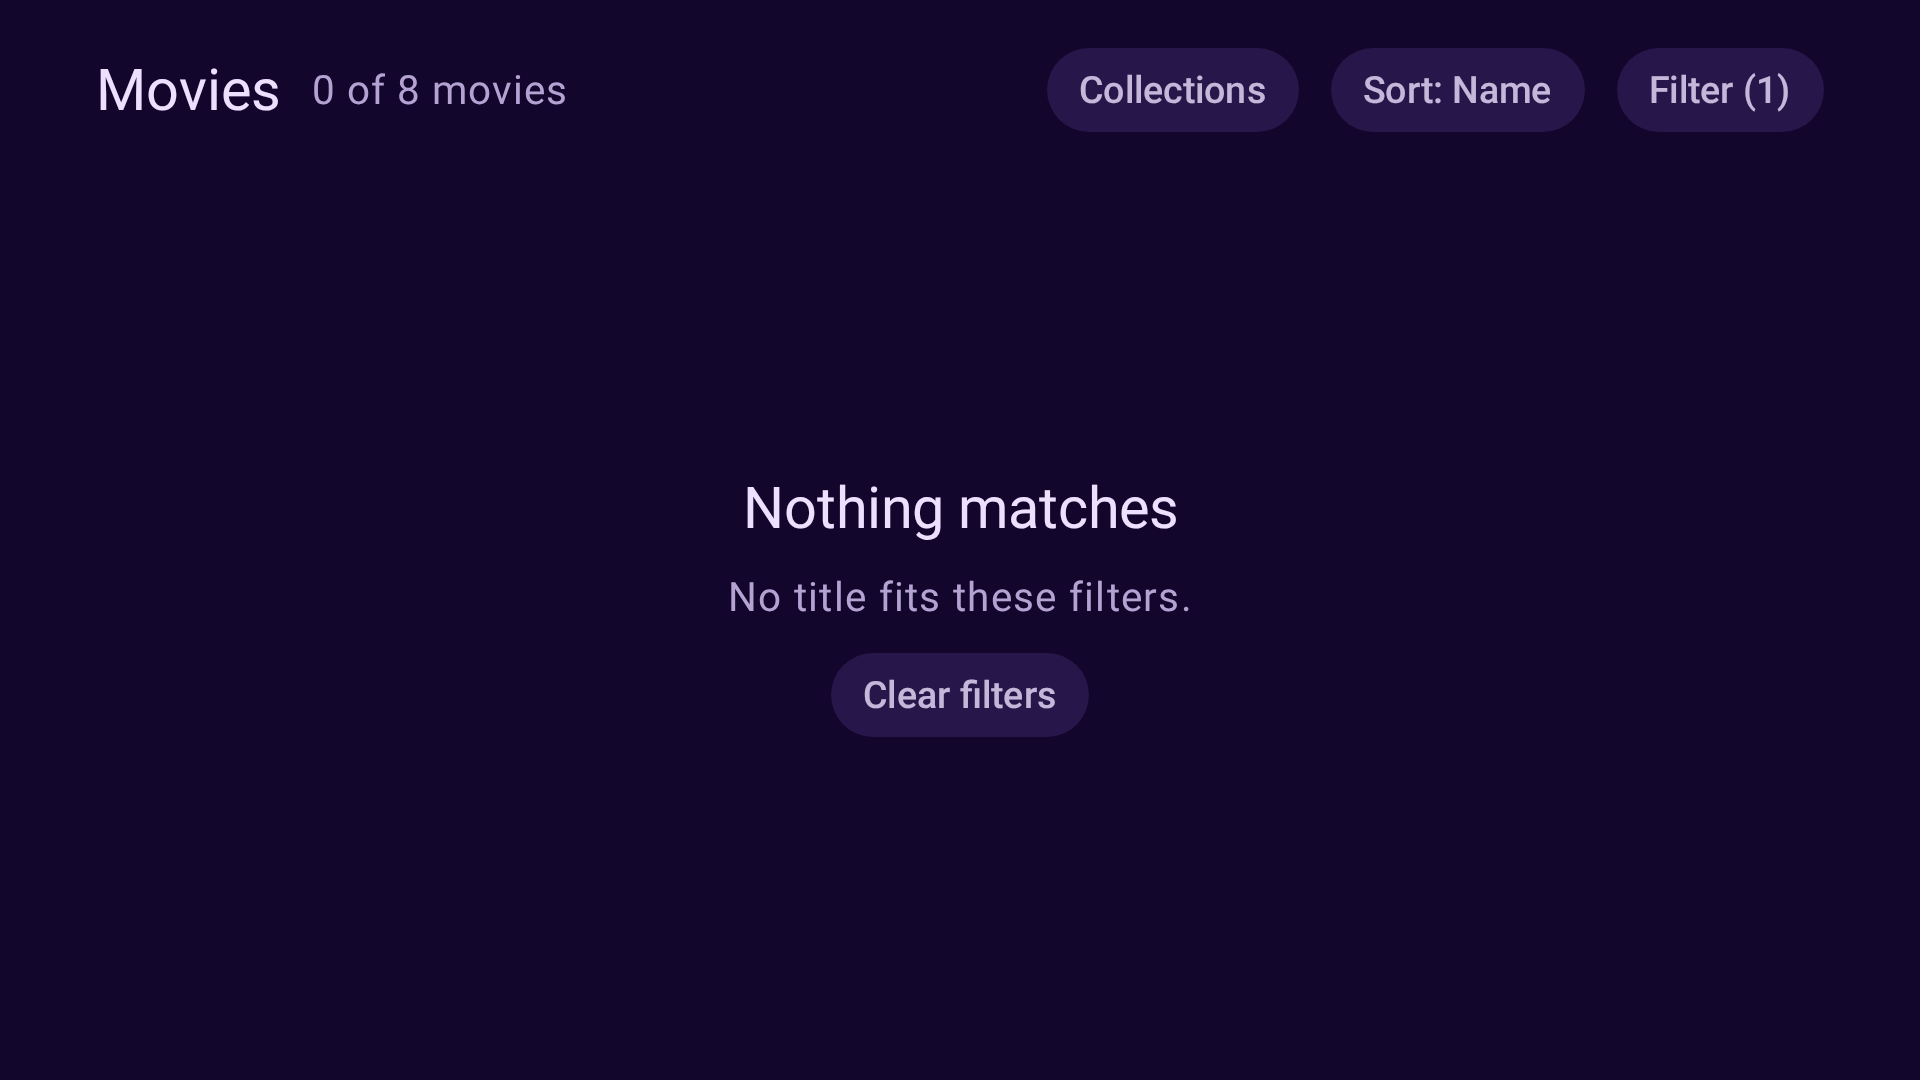 Movies 0 of 8 movies Collections Sort: Name Filter (1)
Nothing matches
No title fits these filters.
Clear filters